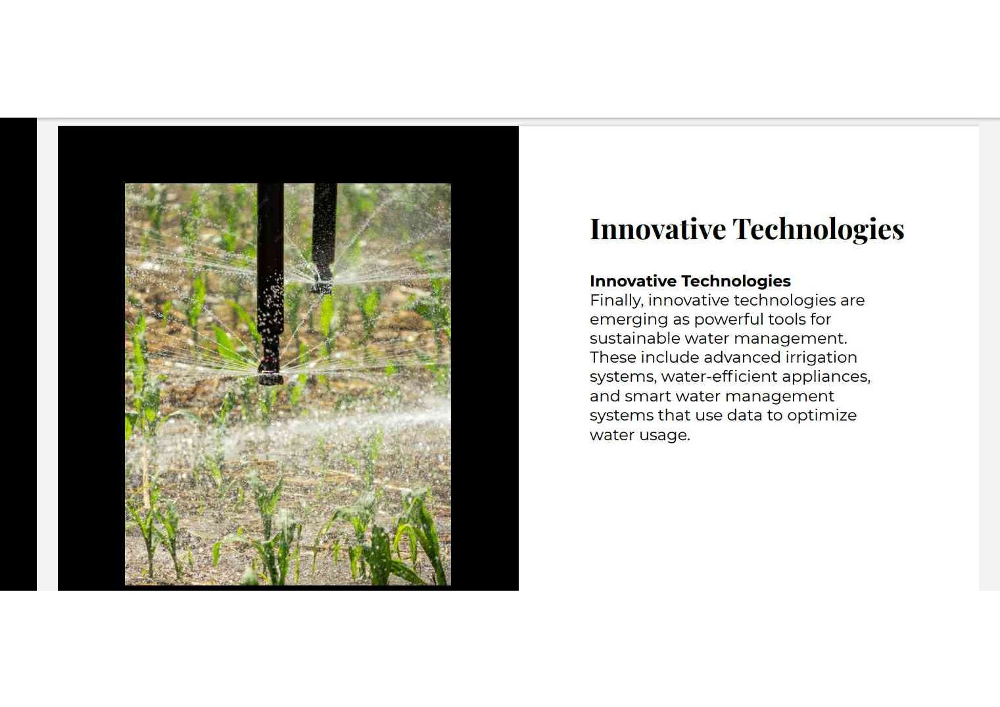 Innovative Technologies
Innovative Technologies
Finally, innovative technologies are
emerging as powerful tools for
sustainable water management.
These include advanced irrigation
systems, water-efficient appliances,
and smart water management
systems that use data to optimize
water usage.